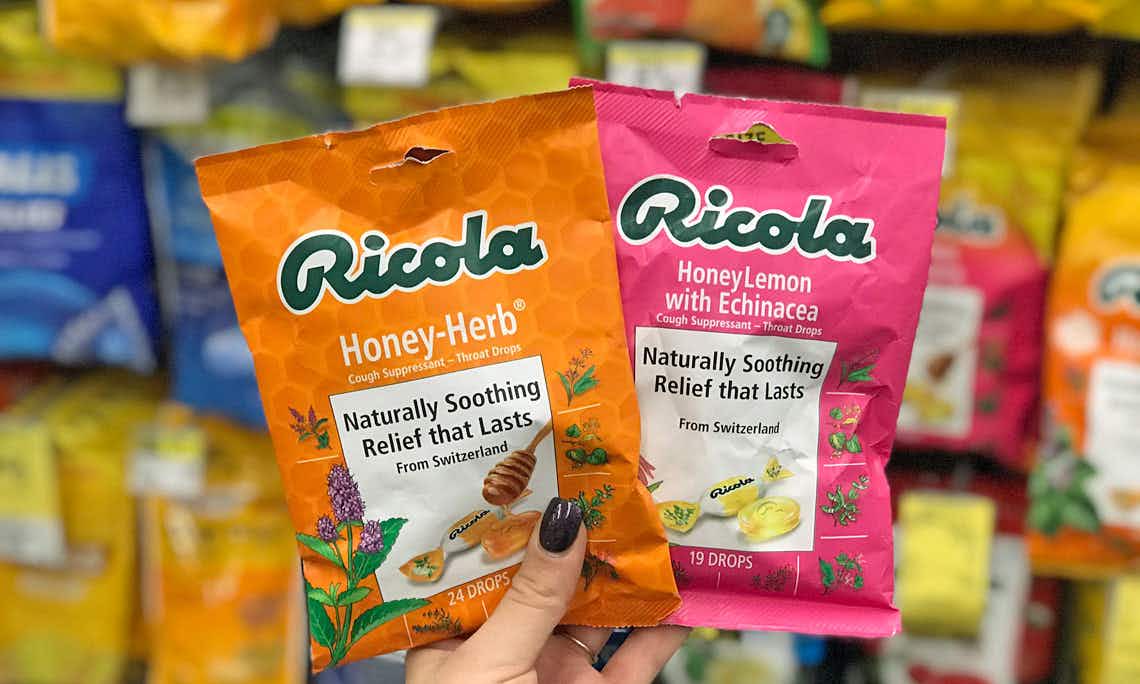 Ricola
Honey-Herb®
Cough Suppressant – Throat Drops
Naturally Soothing
Relief that Lasts
From Switzerland
Ricola
24 DROPS
Ricola
HoneyLemon
with Echinacea
Cough Suppressant – Throat Drops
Naturally Soothing
Relief that Lasts
From Switzerland
Ricola
19 DROPS